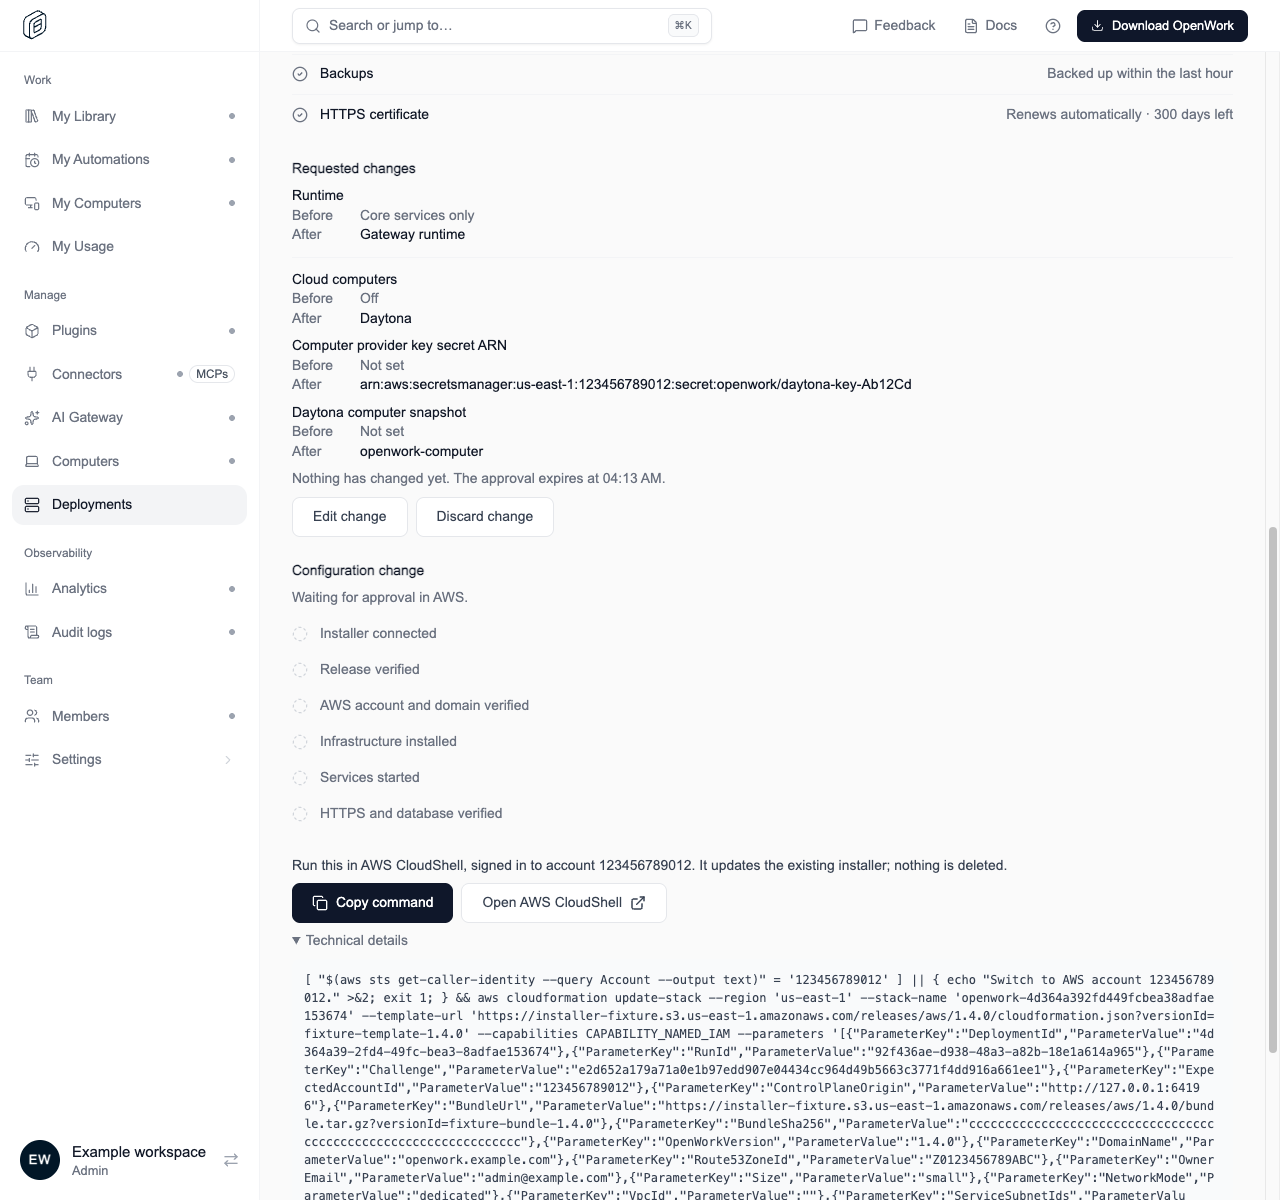 Search or jump to…
⌘K
Feedback
Docs
Download OpenWork
Work
My Library
My Automations
My Computers
My Usage
Manage
Plugins
Connectors
MCPs
AI Gateway
Computers
Deployments
Observability
Analytics
Audit logs
Team
Members
Settings
EW
Example workspace
Admin
Backups
Backed up within the last hour
HTTPS certificate
Renews automatically · 300 days left
Requested changes
Runtime
Before Core services only
After Gateway runtime
Cloud computers
Before Off
After Daytona
Computer provider key secret ARN
Before Not set
After arn:aws:secretsmanager:us-east-1:123456789012:secret:openwork/daytona-key-Ab12Cd
Daytona computer snapshot
Before Not set
After openwork-computer
Nothing has changed yet. The approval expires at 04:13 AM.
Edit change
Discard change
Configuration change
Waiting for approval in AWS.
Installer connected
Release verified
AWS account and domain verified
Infrastructure installed
Services started
HTTPS and database verified
Run this in AWS CloudShell, signed in to account 123456789012. It updates the existing installer; nothing is deleted.
Copy command
Open AWS CloudShell
Technical details
[ "$(aws sts get-caller-identity --query Account --output text)" = '123456789012' ] || { echo "Switch to AWS account 123456789
012." >&2; exit 1; } && aws cloudformation update-stack --region 'us-east-1' --stack-name 'openwork-4d364a392fd449fcbea38adfae
153674' --template-url 'https://installer-fixture.s3.us-east-1.amazonaws.com/releases/aws/1.4.0/cloudformation.json?versionId=
fixture-template-1.4.0' --capabilities CAPABILITY_NAMED_IAM --parameters '[{"ParameterKey":"DeploymentId","ParameterValue":"4d
364a39-2fd4-49fc-bea3-8adfae153674"},{"ParameterKey":"RunId","ParameterValue":"92f436ae-d938-48a3-a82b-18e1a614a965"},{"Parame
terKey":"Challenge","ParameterValue":"e2d652a179a71a0e1b97edd907e04434cc964d49b5663c3771f4dd916a661ee1"},{"ParameterKey":"Expe
ctedAccountId","ParameterValue":"123456789012"},{"ParameterKey":"ControlPlaneOrigin","ParameterValue":"http://127.0.0.1:6419
6"},{"ParameterKey":"BundleUrl","ParameterValue":"https://installer-fixture.s3.us-east-1.amazonaws.com/releases/aws/1.4.0/bund
le.tar.gz?versionId=fixture-bundle-1.4.0"},{"ParameterKey":"BundleSha256","ParameterValue":"cccccccccccccccccccccccccccccccccc
cccccccccccccccccccccccccccccc"},{"ParameterKey":"OpenWorkVersion","ParameterValue":"1.4.0"},{"ParameterKey":"DomainName","Par
ameterValue":"openwork.example.com"},{"ParameterKey":"Route53ZoneId","ParameterValue":"Z0123456789ABC"},{"ParameterKey":"Owner
Email","ParameterValue":"admin@example.com"},{"ParameterKey":"Size","ParameterValue":"small"},{"ParameterKey":"NetworkMode","P
arameterValue":"dedicated"},{"ParameterKey":"VpcId","ParameterValue":""},{"ParameterKey":"ServiceSubnetIds","ParameterValu